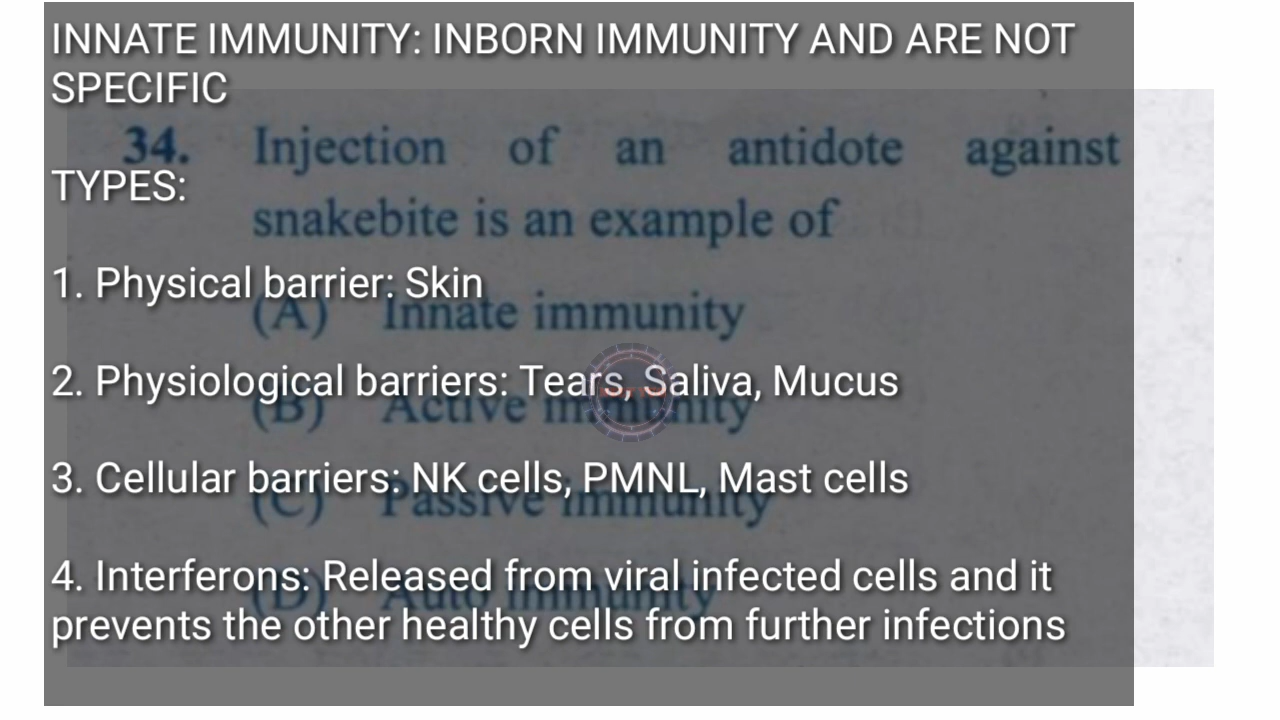 INNATE IMMUNITY: INBORN IMMUNITY AND ARE NOT
SPECIFIC
34. Injection of an antidote against
TYPES:
snakebite is an example of
1. Physical barrier: Skin
(A) Innate immunity
2. Physiological barriers: Tears, Saliva, Mucus
(B) Active immunity
3. Cellular barriers: NK cells, PMNL, Mast cells
(C) Passive immunity
4. Interferons: Released from viral infected cells and it
(D) Auto immunity
prevents the other healthy cells from further infections